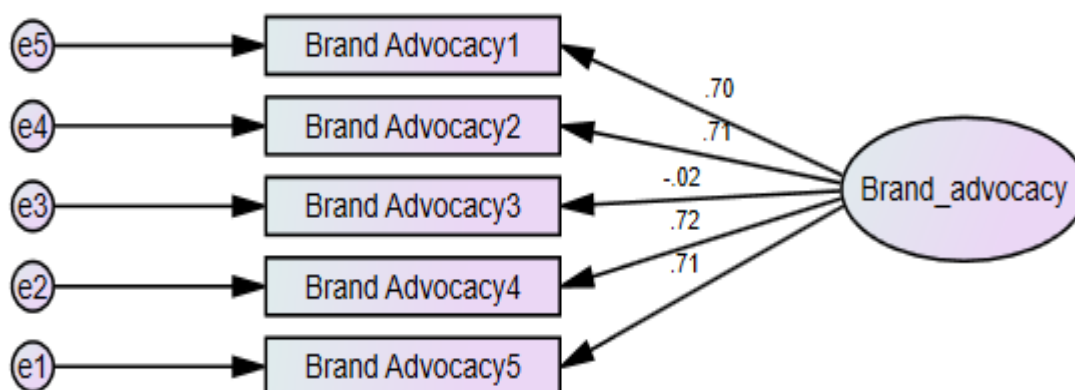 e5
Brand Advocacy1
.70
e4
Brand Advocacy2
.71
e3
Brand Advocacy3
-.02
Brand_advocacy
e2
Brand Advocacy4
.72
e1
Brand Advocacy5
.71